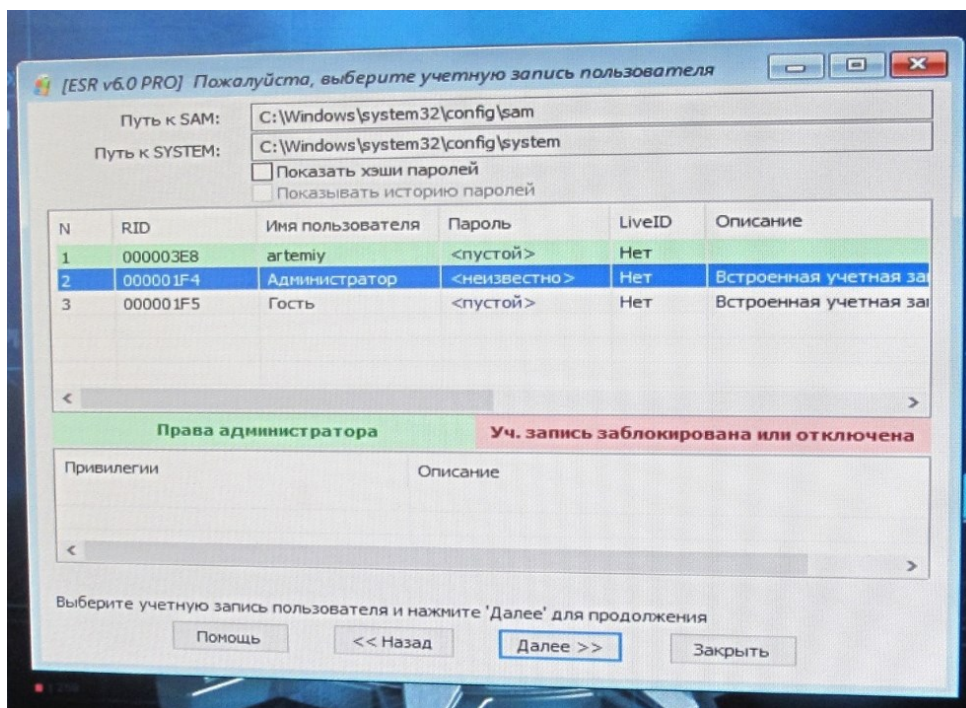 [ESR v6.0 PRO] Пожалуйста, выберите учетную запись пользователя
Путь к SAM: C:\Windows\system32\config\sam
Путь к SYSTEM: C:\Windows\system32\config\system
Показать хэши паролей
Показывать историю паролей
N RID Имя пользователя Пароль LiveID Описание
1 000003E8 artemiy <пустой> Нет
2 000001F4 Администратор <неизвестно> Нет Встроенная учетная за
3 000001F5 Гость <пустой> Нет Встроенная учетная за
Права администратора Уч. запись заблокирована или отключена
Привилегии Описание
Выберите учетную запись пользователя и нажмите 'Далее' для продолжения
Помощь << Назад Далее >> Закрыть